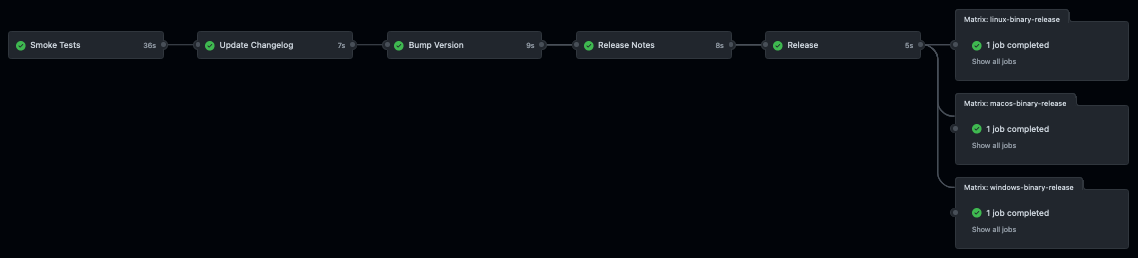 Smoke Tests 36s
Update Changelog 7s
Bump Version 9s
Release Notes 8s
Release 5s
Matrix: linux-binary-release
1 job completed
Show all jobs
Matrix: macos-binary-release
1 job completed
Show all jobs
Matrix: windows-binary-release
1 job completed
Show all jobs